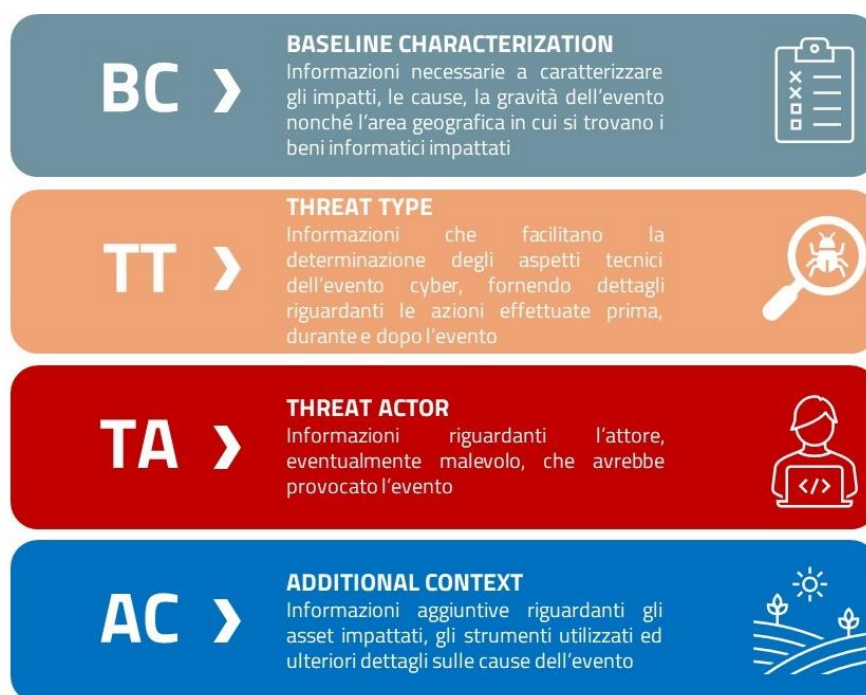 BC
BASELINE CHARACTERIZATION
Informazioni necessarie a caratterizzare
gli impatti, le cause, la gravità dell'evento
nonché l'area geografica in cui si trovano i
beni informatici impattati
TT
THREAT TYPE
Informazioni che facilitano la
determinazione degli aspetti tecnici
dell'evento cyber, fornendo dettagli
riguardanti le azioni effettuate prima,
durante e dopo l'evento
TA
THREAT ACTOR
Informazioni riguardanti l'attore,
eventualmente malevolo, che avrebbe
provocato l'evento
</>
AC
ADDITIONAL CONTEXT
Informazioni aggiuntive riguardanti gli
asset impattati, gli strumenti utilizzati ed
ulteriori dettagli sulle cause dell'evento